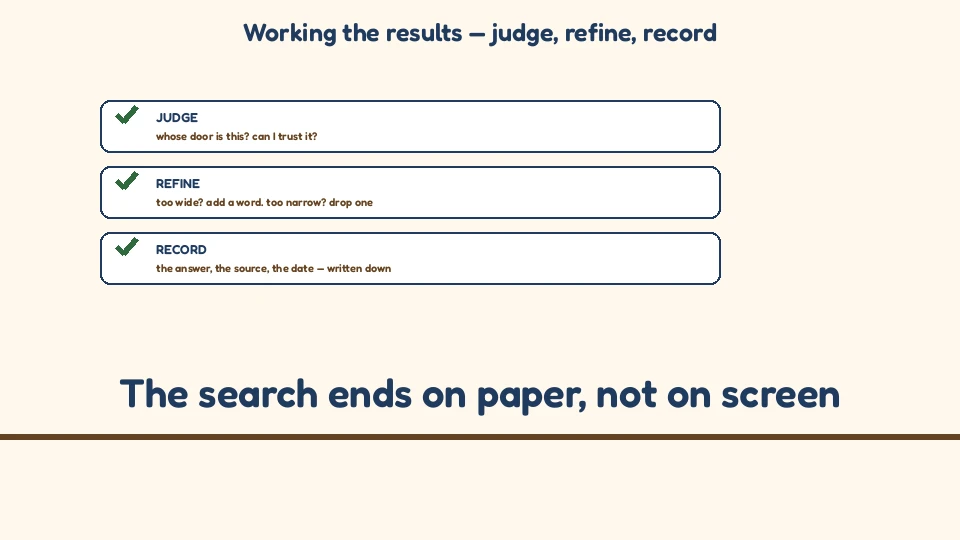 Working the results — judge, refine, record
JUDGE
whose door is this? can I trust it?
REFINE
too wide? add a word. too narrow? drop one
RECORD
the answer, the source, the date — written down
The search ends on paper, not on screen